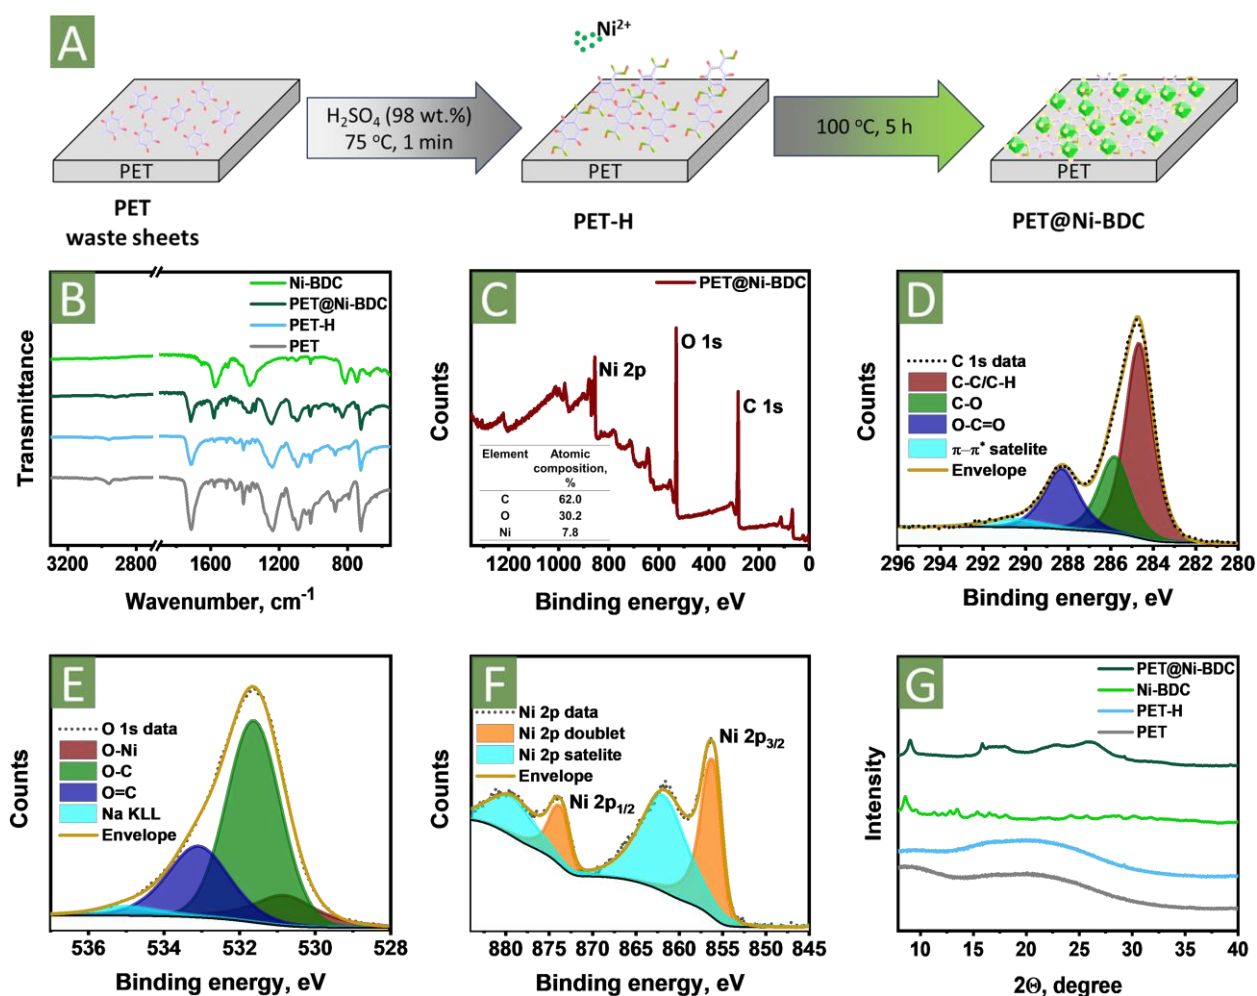 A
Ni2+
H2SO4 (98 wt.%)
75 oC, 1 min
100 oC, 5 h
PET
PET
PET
PET
waste sheets
PET-H
PET@Ni-BDC
B
Ni-BDC
PET@Ni-BDC
PET-H
PET
Transmittance
3200 2800 1600 1200 800
Wavenumber, cm-1
C
PET@Ni-BDC
O 1s
Ni 2p
C 1s
Counts
Element Atomic composition, %
C 62.0
O 30.2
Ni 7.8
1200 1000 800 600 400 200 0
Binding energy, eV
D
C 1s data
C-C/C-H
C-O
O-C=O
π–π* satelite
Envelope
Counts
296 294 292 290 288 286 284 282 280
Binding energy, eV
E
O 1s data
O-Ni
O-C
O=C
Na KLL
Envelope
Counts
536 534 532 530 528
Binding energy, eV
F
Ni 2p data
Ni 2p doublet
Ni 2p satelite
Envelope
Ni 2p3/2
Ni 2p1/2
Counts
880 875 870 865 860 855 850 845
Binding energy, eV
G
PET@Ni-BDC
Ni-BDC
PET-H
PET
Intensity
10 15 20 25 30 35 40
2Θ, degree